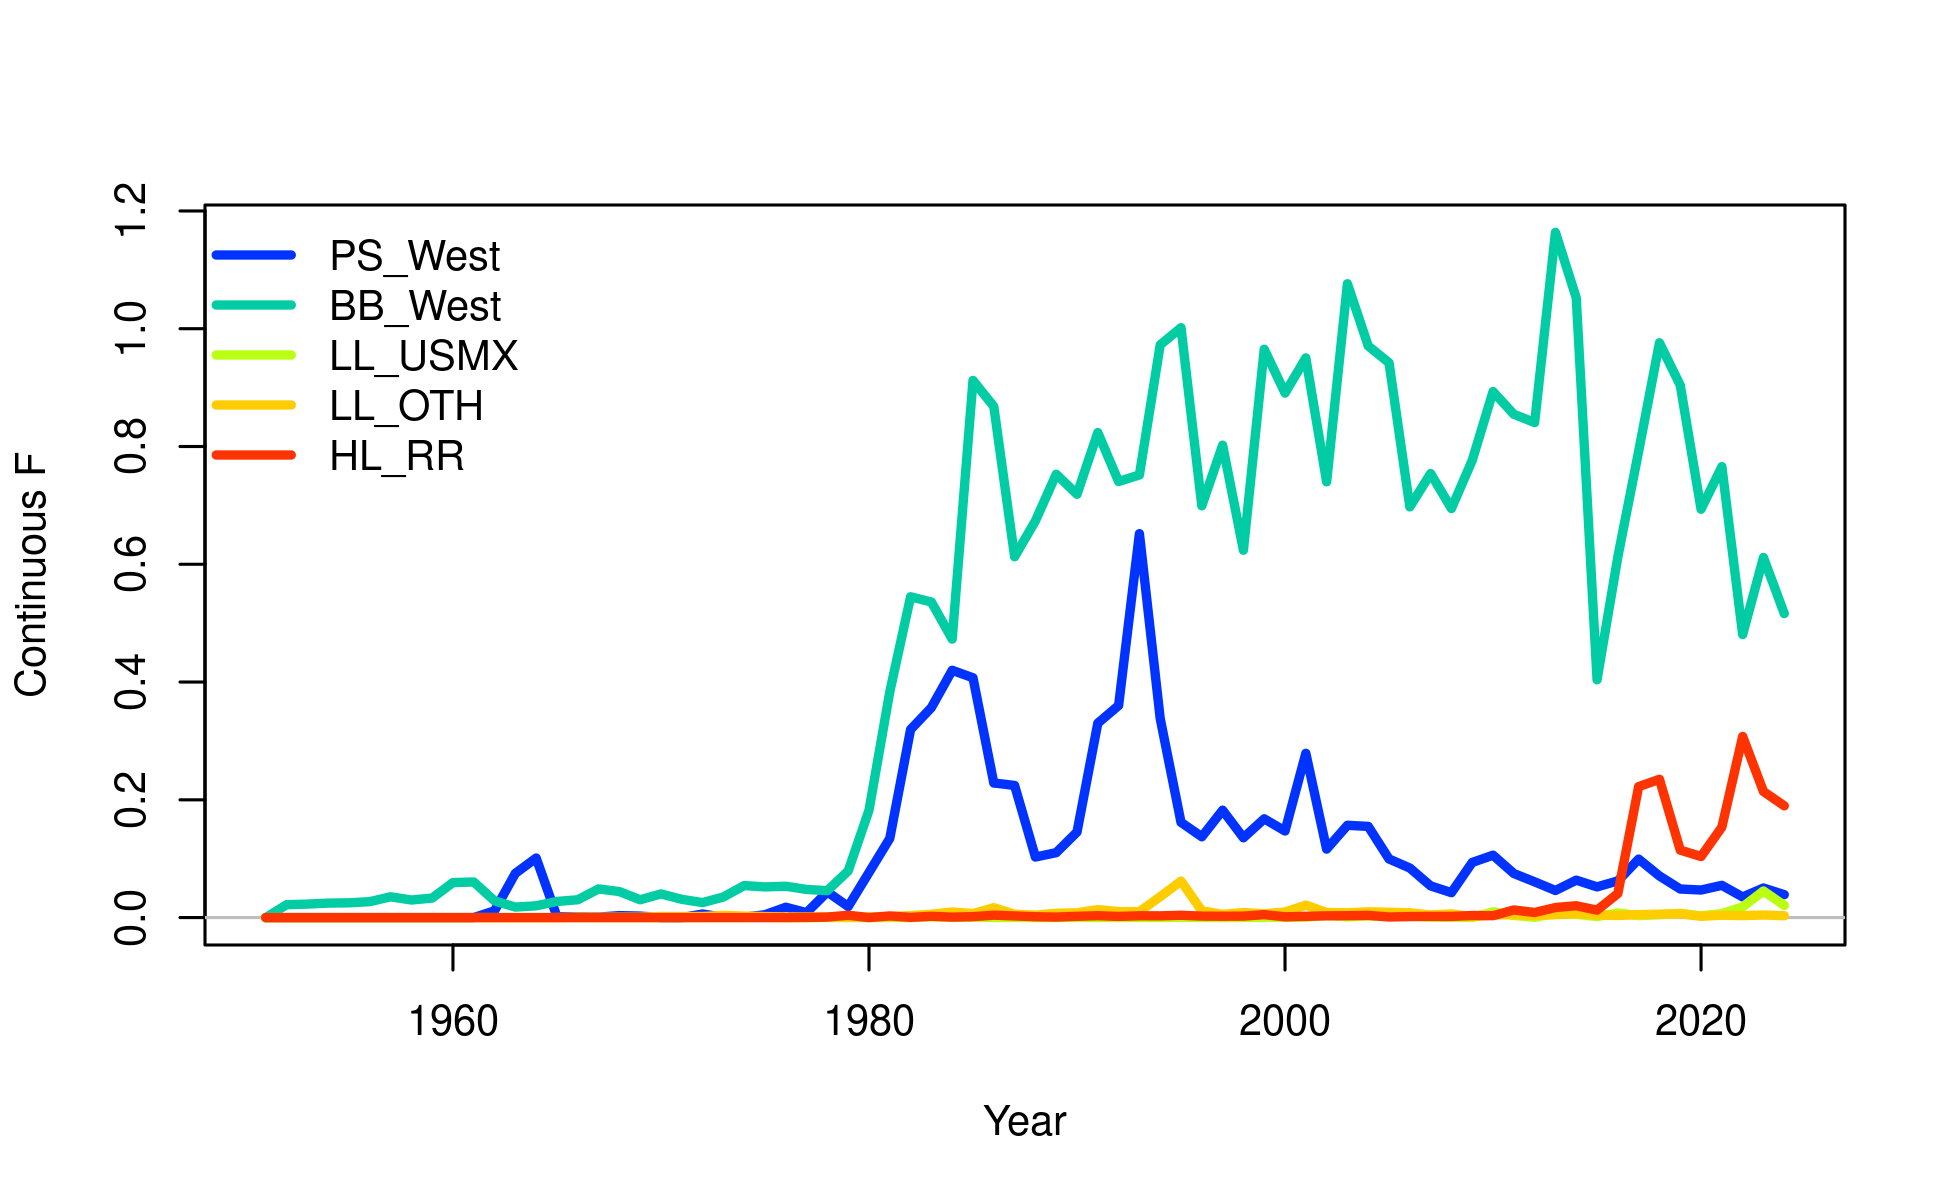 PS_West
BB_West
LL_USMX
LL_OTH
HL_RR
Continuous F
0.0
0.2
0.4
0.6
0.8
1.0
1.2
1960
1980
2000
2020
Year